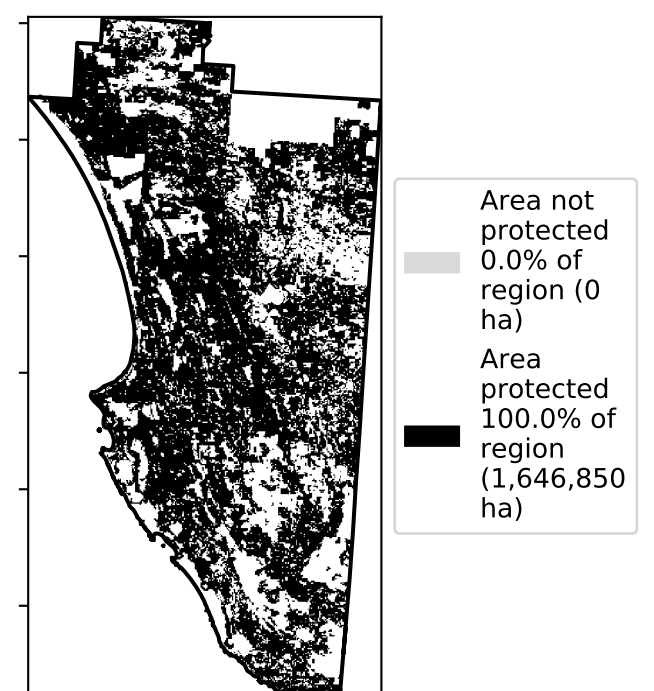 Area not
protected
0.0% of
region (0
ha)
Area
protected
100.0% of
region
(1,646,850
ha)